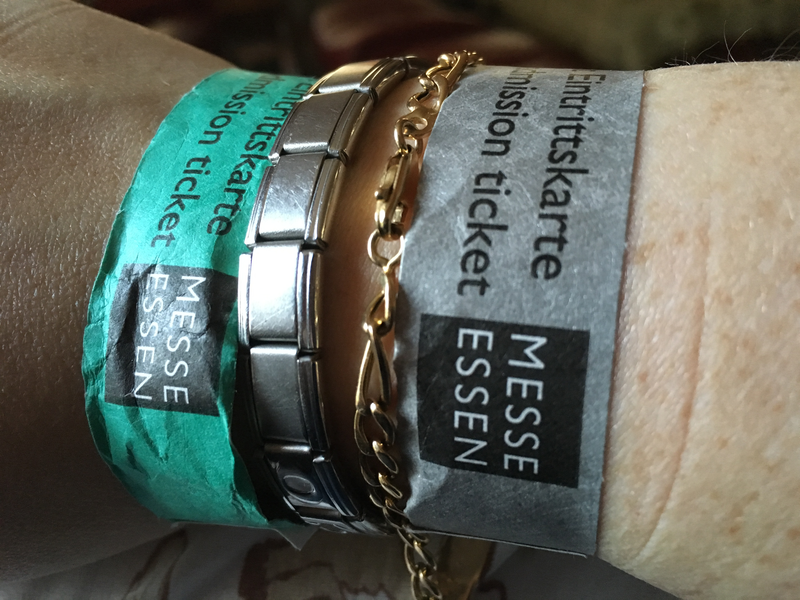 Eintrittskarte
Admission ticket
MESSE
ESSEN
Eintrittskarte
Admission ticket
MESSE
ESSEN